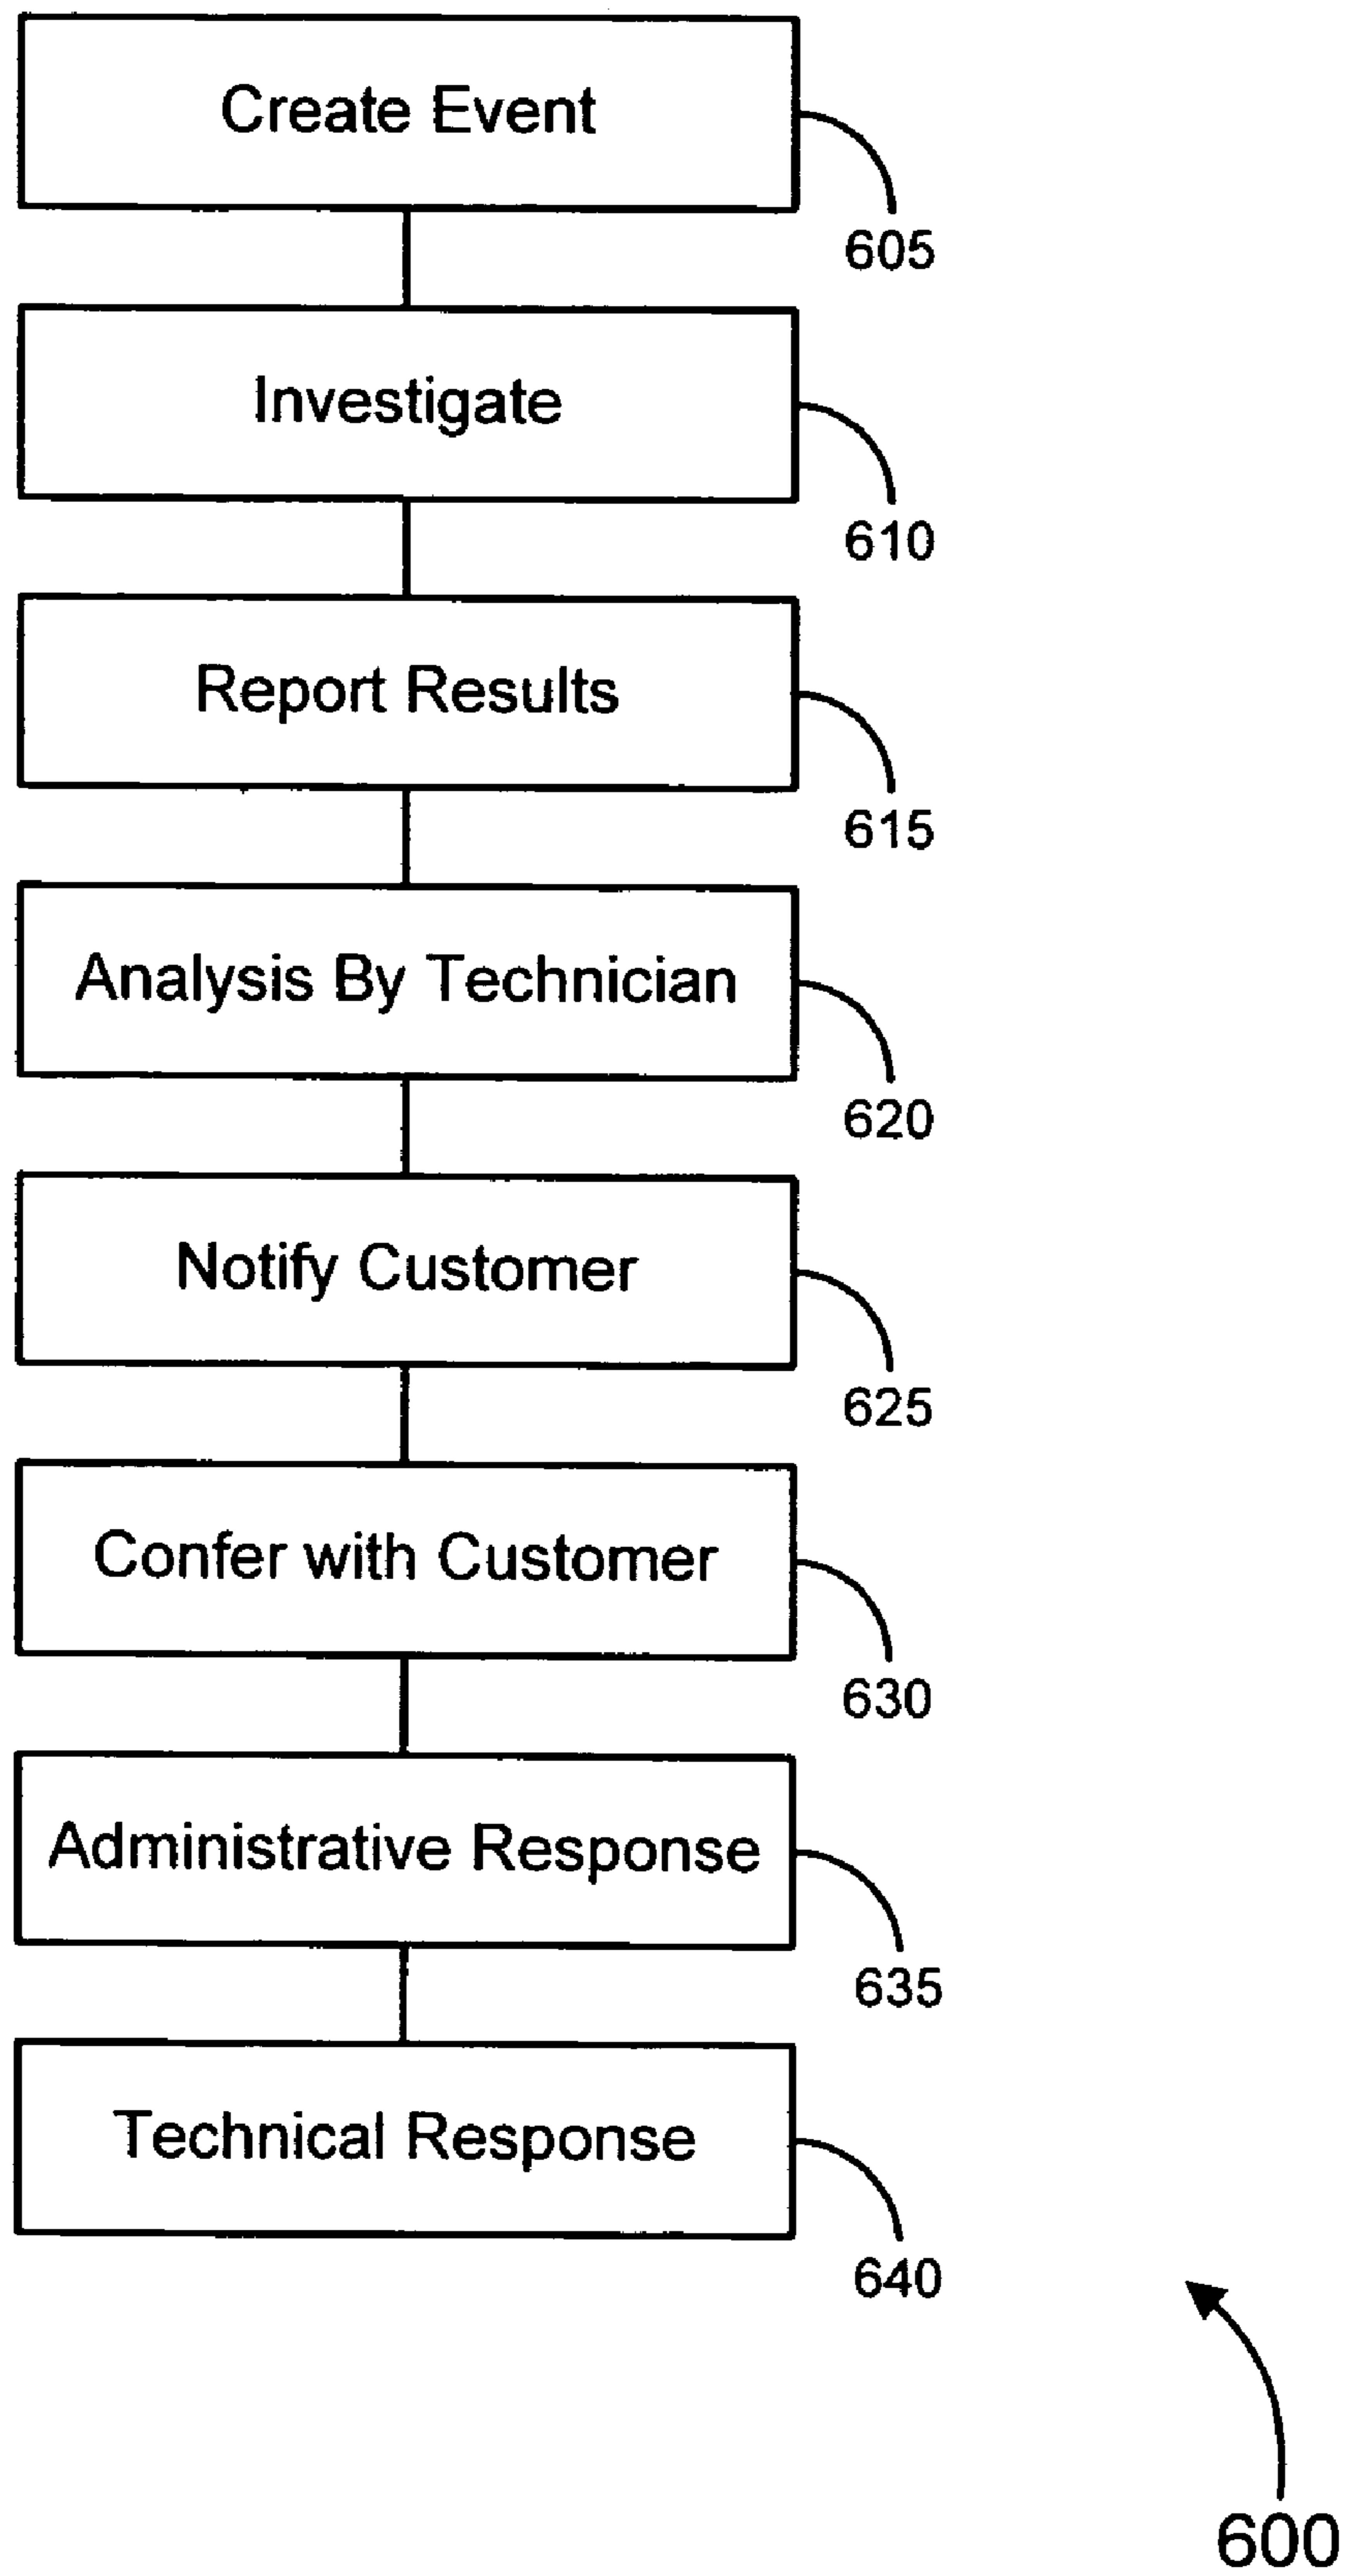 Create Event
605
Investigate
610
Report Results
615
Analysis By Technician
620
Notify Customer
625
Confer with Customer
630
Administrative Response
635
Technical Response
640
600